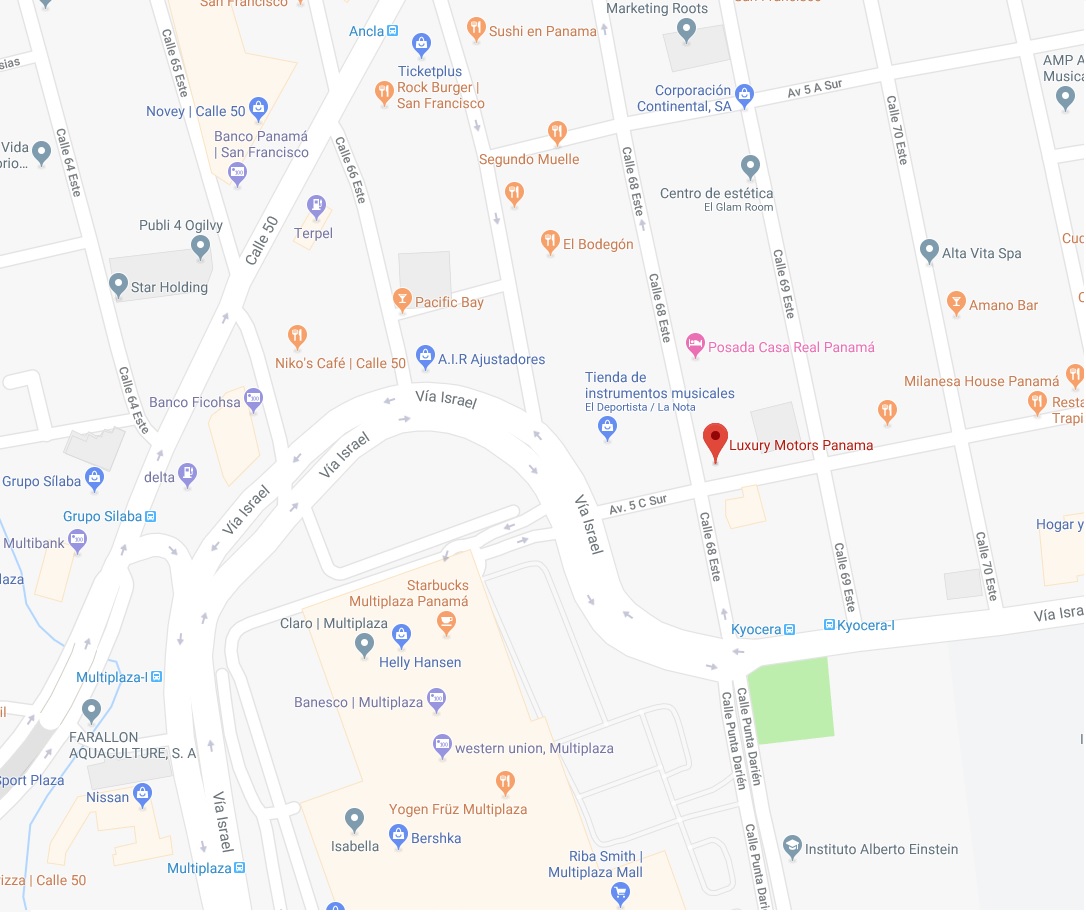 San Francisco
Marketing Roots
San Francisco
Ancla
Sushi en Panama
Calle 65 Este
Ticketplus
Rock Burger |
San Francisco
AMP A
Musica
Av 5 A Sur
Corporación
Continental, SA
Novey | Calle 50
Banco Panamá
| San Francisco
Calle 64 Este
Calle 66 Este
Calle 70 Este
Vida
Segundo Muelle
Calle 68 Este
Centro de estética
El Glam Room
Publi 4 Ogilvy
Calle 50
Terpel
El Bodegón
Alta Vita Spa
Star Holding
Calle 69 Este
Pacific Bay
Amano Bar
Calle 68 Este
Niko's Café | Calle 50
A.I.R Ajustadores
Posada Casa Real Panamá
Calle 64 Este
Tienda de
instrumentos musicales
El Deportista / La Nota
Milanesa House Panamá
Banco Ficohsa
Vía Israel
Resta
Trapi
Luxury Motors Panama
Vía Israel
Grupo Sílaba
delta
Vía Israel
Av. 5 C Sur
Grupo Silaba
Vía Israel
Hogar y
Multibank
Calle 68 Este
Calle 69 Este
Calle 70 Este
laza
Starbucks
Multiplaza Panamá
Claro | Multiplaza
Kyocera
Kyocera-I
Vía Isra
Helly Hansen
Multiplaza-I
Banesco | Multiplaza
Calle Punta Darién
Calle Punta Darién
FARALLON
AQUACULTURE, S. A
western union, Multiplaza
Sport Plaza
Nissan
Yogen Früz Multiplaza
Vía Israel
Isabella
Bershka
Calle Punta Dari
Instituto Alberto Einstein
Riba Smith |
Multiplaza Mall
Multiplaza
izza | Calle 50